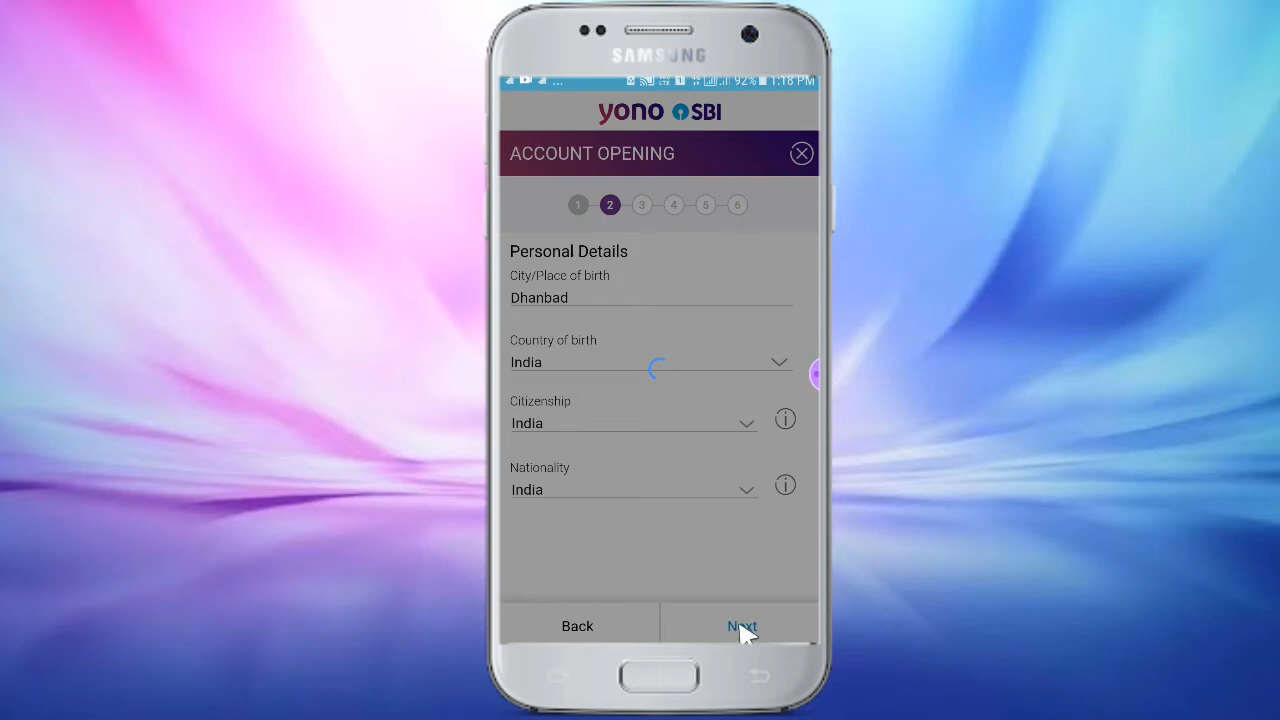 SAMSUNG
... 92% 1:18 PM
yono SBI
ACCOUNT OPENING
1 2 3 4 5 6
Personal Details
City/Place of birth
Dhanbad
Country of birth
India
Citizenship
India
Nationality
India
Back Next